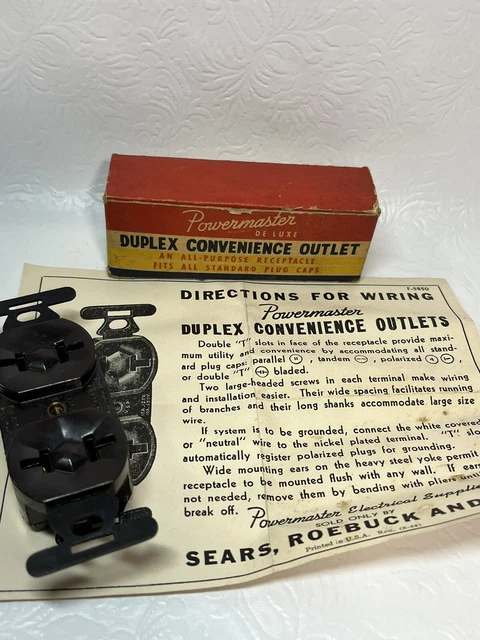 Powermaster
DE LUXE
DUPLEX CONVENIENCE OUTLET
AN ALL-PURPOSE RECEPTACLE
FITS ALL STANDARD PLUG CAPS
F-5850
DIRECTIONS FOR WIRING
Powermaster
DUPLEX CONVENIENCE OUTLETS
Double "T" slots in face of the receptacle provide maxi-
mum utility and convenience by accommodating all stand-
ard plug caps: parallel, tandem, polarized,
or double "T" bladed.
Two large-headed screws in each terminal make wiring
and installation easier. Their wide spacing facilitates running
of branches and their long shanks accommodate large size
wire.
If system is to be grounded, connect the white covered
or "neutral" wire to the nickel plated terminal. "T" slo
automatically register polarized plugs for grounding.
Wide mounting ears on the heavy steel yoke permit
receptacle to be mounted flush with any wall. If ears
not needed, remove them by bending with pliers until
break off.
Powermaster Electrical Supplie
SOLD ONLY BY
SEARS, ROEBUCK AND
Printed in U.S.A.